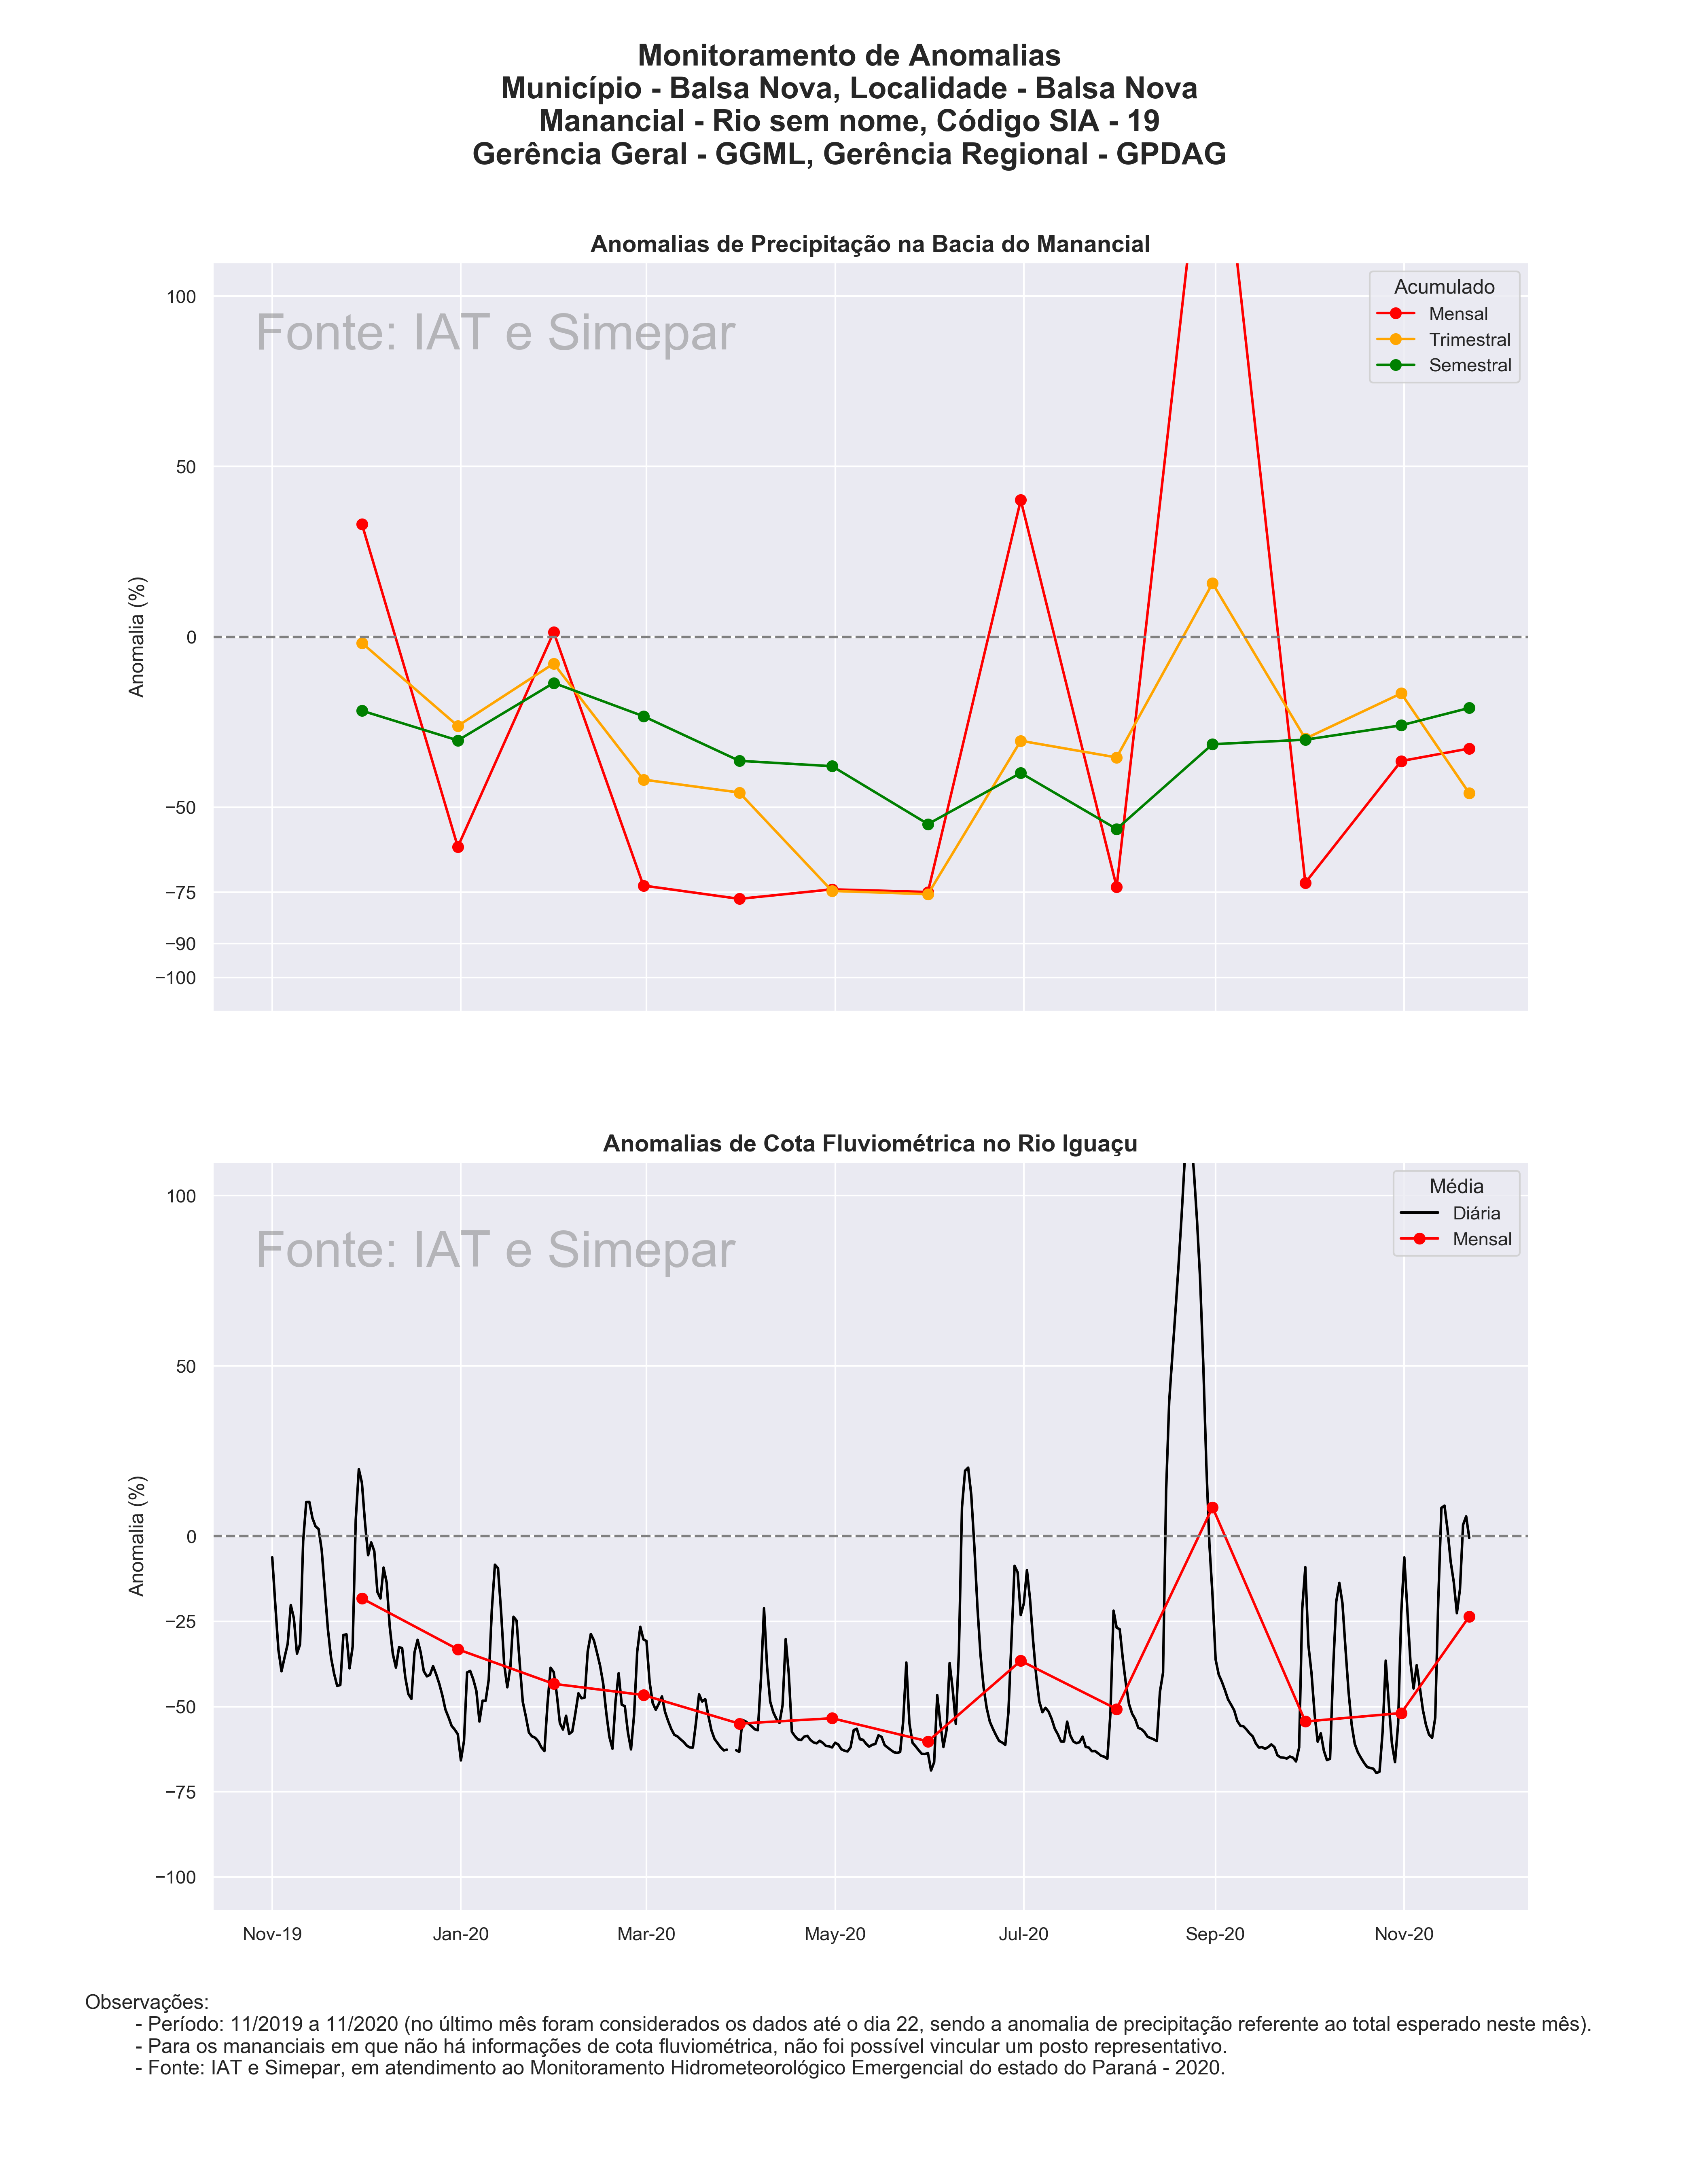 Monitoramento de Anomalias
Município - Balsa Nova, Localidade - Balsa Nova
Manancial - Rio sem nome, Código SIA - 19
Gerência Geral - GGML, Gerência Regional - GPDAG
Anomalias de Precipitação na Bacia do Manancial
Fonte: IAT e Simepar
Acumulado
Mensal
Trimestral
Semestral
Anomalia (%)
100
50
0
−50
−75
−90
−100
Anomalias de Cota Fluviométrica no Rio Iguaçu
Fonte: IAT e Simepar
Média
Diária
Mensal
Anomalia (%)
100
50
0
−25
−50
−75
−100
Nov-19 Jan-20 Mar-20 May-20 Jul-20 Sep-20 Nov-20
Observações:
- Período: 11/2019 a 11/2020 (no último mês foram considerados os dados até o dia 22, sendo a anomalia de precipitação referente ao total esperado neste mês).
- Para os mananciais em que não há informações de cota fluviométrica, não foi possível vincular um posto representativo.
- Fonte: IAT e Simepar, em atendimento ao Monitoramento Hidrometeorológico Emergencial do estado do Paraná - 2020.